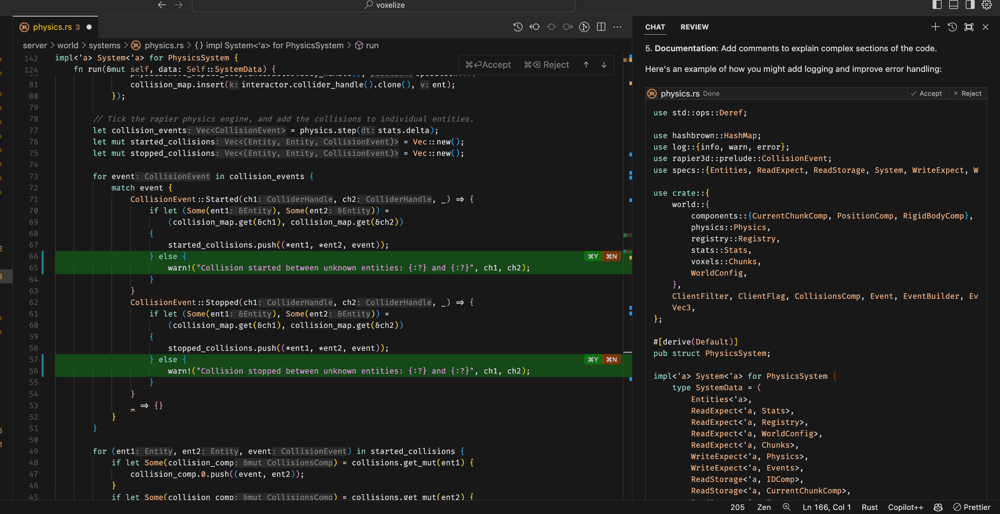 voxelize
physics.rs 3
server > world > systems > physics.rs > {} impl System<'a> for PhysicsSystem > run
⌘⏎Accept ⌘⌫ Reject ↑ ↓
142 impl<'a> System<'a> for PhysicsSystem {
124 fn run(&mut self, data: Self::SystemData) {
81 collision_map.insert(k: interactor.collider_handle().clone(), v: ent);
80 });
79
78 // Tick the rapier physics engine, and add the collisions to individual entities.
77 let collision_events: Vec<CollisionEvent> = physics.step(dt: stats.delta);
76 let mut started_collisions: Vec<(Entity, Entity, CollisionEvent)> = Vec::new();
75 let mut stopped_collisions: Vec<(Entity, Entity, CollisionEvent)> = Vec::new();
74
73 for event: CollisionEvent in collision_events {
72 match event {
71 CollisionEvent::Started(ch1: ColliderHandle, ch2: ColliderHandle, _) => {
70 if let (Some(ent1: &Entity), Some(ent2: &Entity)) =
69 (collision_map.get(&ch1), collision_map.get(&ch2))
68 {
67 started_collisions.push((*ent1, *ent2, event));
66 } else { ⌘Y ⌘N
65 warn!("Collision started between unknown entities: {:?} and {:?}", ch1, ch2);
64 }
63 }
62 CollisionEvent::Stopped(ch1: ColliderHandle, ch2: ColliderHandle, _) => {
61 if let (Some(ent1: &Entity), Some(ent2: &Entity)) =
60 (collision_map.get(&ch1), collision_map.get(&ch2))
59 {
58 stopped_collisions.push((*ent1, *ent2, event));
57 } else { ⌘Y ⌘N
56 warn!("Collision stopped between unknown entities: {:?} and {:?}", ch1, ch2);
55 }
54 }
53 _ => {}
52 }
51 }
50
49 for (ent1: Entity, ent2: Entity, event: CollisionEvent) in started_collisions {
48 if let Some(collision_comp: &mut CollisionsComp) = collisions.get_mut(ent1) {
47 collision_comp.0.push((event, ent2));
46 }
45 if let Some(collision_comp: &mut CollisionsComp) = collisions.get_mut(ent2) {
CHAT REVIEW
5. Documentation: Add comments to explain complex sections of the code.
Here's an example of how you might add logging and improve error handling:
physics.rs Done Accept Reject
use std::ops::Deref;
use hashbrown::HashMap;
use log::{info, warn, error};
use rapier3d::prelude::CollisionEvent;
use specs::{Entities, ReadExpect, ReadStorage, System, WriteExpect, W
use crate::{
world::{
components::{CurrentChunkComp, PositionComp, RigidBodyComp},
physics::Physics,
registry::Registry,
stats::Stats,
voxels::Chunks,
WorldConfig,
},
ClientFilter, ClientFlag, CollisionsComp, Event, EventBuilder, Ev
Vec3,
};
#[derive(Default)]
pub struct PhysicsSystem;
impl<'a> System<'a> for PhysicsSystem {
type SystemData = (
Entities<'a>,
ReadExpect<'a, Stats>,
ReadExpect<'a, Registry>,
ReadExpect<'a, WorldConfig>,
ReadExpect<'a, Chunks>,
WriteExpect<'a, Physics>,
WriteExpect<'a, Events>,
ReadStorage<'a, IDComp>,
ReadStorage<'a, CurrentChunkComp>,
205 Zen Ln 166, Col 1 Rust Copilot++ Prettier